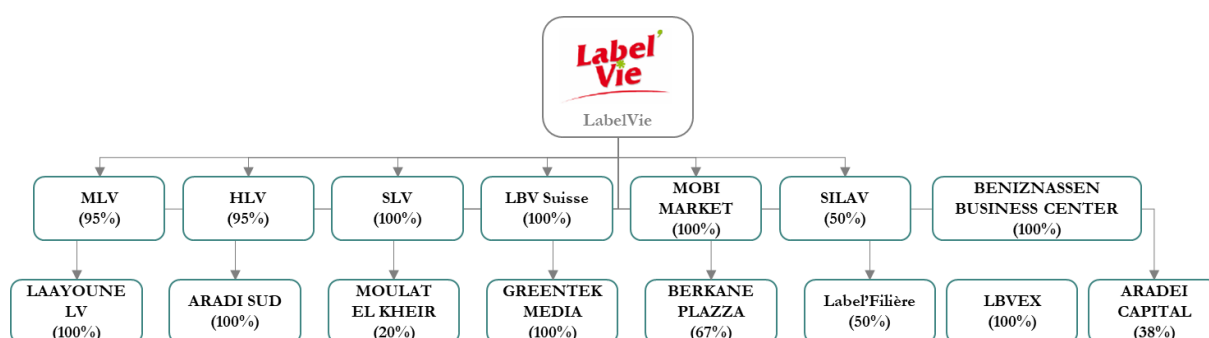 Label'
Vie
LabelVie
MLV
(95%)
HLV
(95%)
SLV
(100%)
LBV Suisse
(100%)
MOBI
MARKET
(100%)
SILAV
(50%)
BENIZNASSEN
BUSINESS CENTER
(100%)
LAAYOUNE
LV
(100%)
ARADI SUD
(100%)
MOULAT
EL KHEIR
(20%)
GREENTEK
MEDIA
(100%)
BERKANE
PLAZZA
(67%)
Label'Filière
(50%)
LBVEX
(100%)
ARADEI
CAPITAL
(38%)